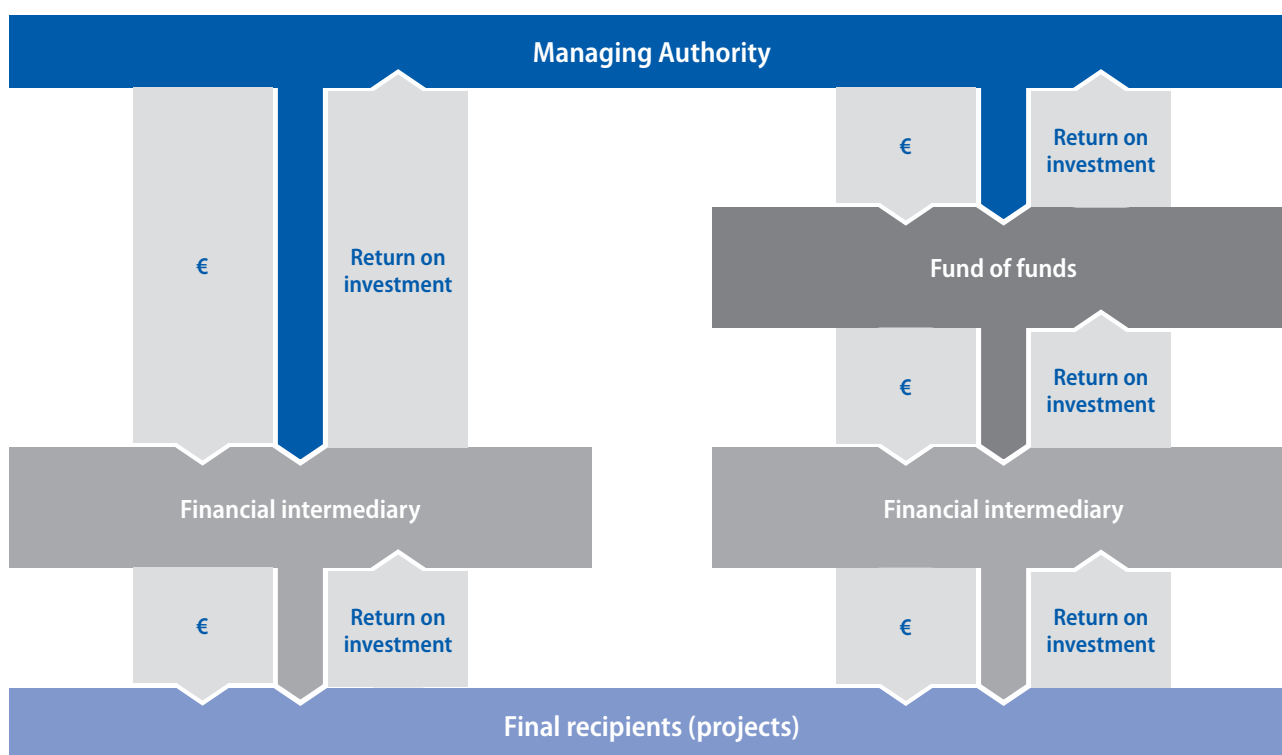 Managing Authority
€
Return on
investment
€
Return on
investment
Fund of funds
€
Return on
investment
Financial intermediary
Financial intermediary
€
Return on
investment
€
Return on
investment
Final recipients (projects)